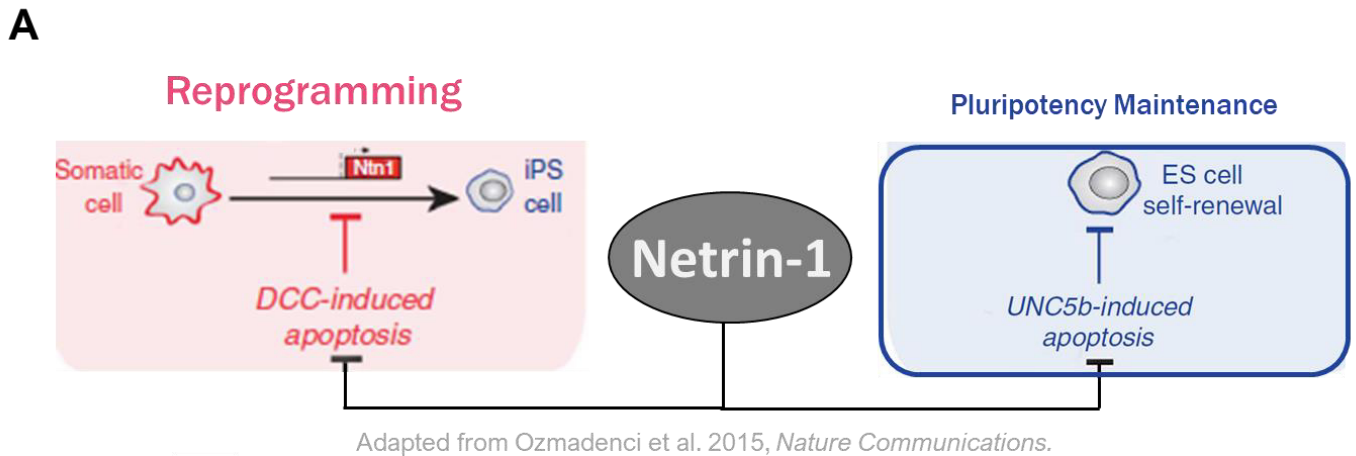 A
Reprogramming
Pluripotency Maintenance
Somatic
cell
Ntn1
iPS
cell
DCC-induced
apoptosis
Netrin-1
ES cell
self-renewal
UNC5b-induced
apoptosis
Adapted from Ozmadenci et al. 2015, Nature Communications.